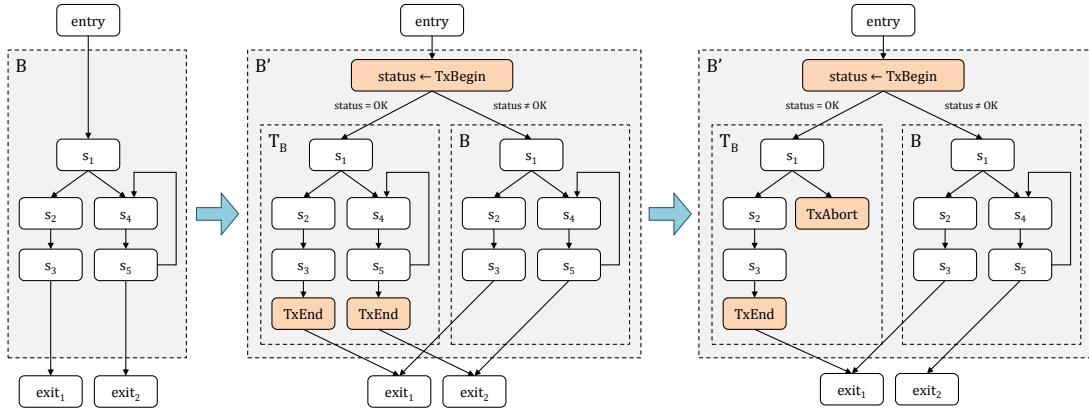 entry
B
s₁
s₂
s₄
s₃
s₅
exit₁
exit₂
entry
B’
status ← TxBegin
status = OK
status ≠ OK
T_B
s₁
s₂
s₄
s₃
s₅
TxEnd
TxEnd
B
s₁
s₂
s₄
s₃
s₅
exit₁
exit₂
entry
B’
status ← TxBegin
status = OK
status ≠ OK
T_B
s₁
s₂
TxAbort
s₃
TxEnd
B
s₁
s₂
s₄
s₃
s₅
exit₁
exit₂